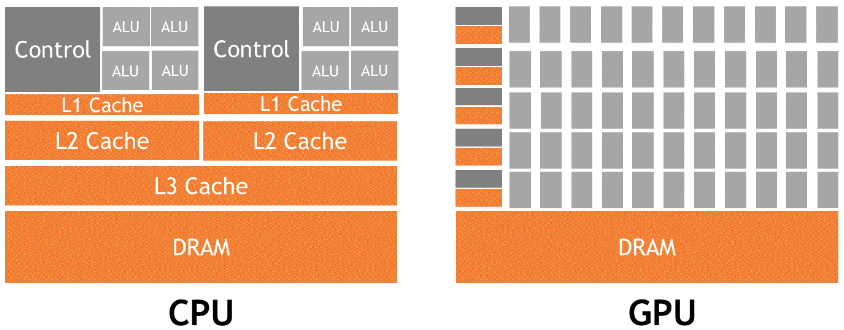 Control ALU ALU Control ALU ALU
ALU ALU ALU ALU
L1 Cache L1 Cache
L2 Cache L2 Cache
L3 Cache
DRAM DRAM
CPU GPU